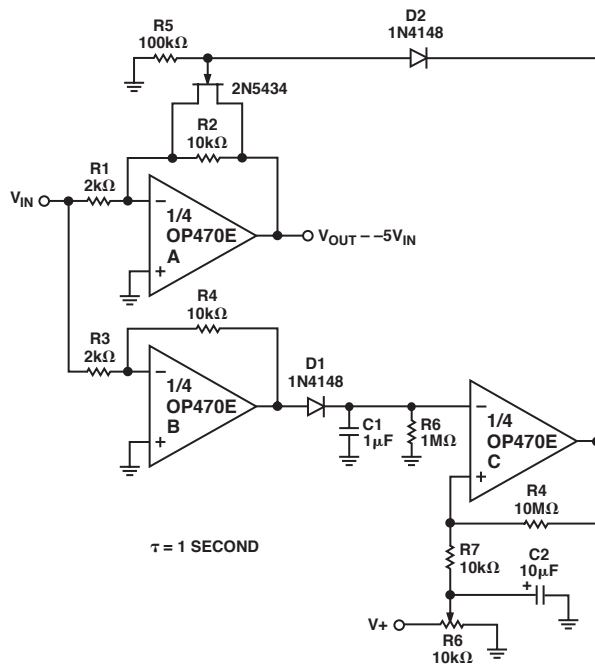 R5
100kΩ
D2
1N4148
2N5434
R2
10kΩ
R1
2kΩ
VIN
−
1/4
OP470E
A
+
VOUT – –5VIN
R4
10kΩ
R3
2kΩ
−
1/4
OP470E
B
+
D1
1N4148
C1
1μF
R6
1MΩ
−
1/4
OP470E
C
+
R4
10MΩ
τ = 1 SECOND
R7
10kΩ
C2
10μF
+
V+
R6
10kΩ